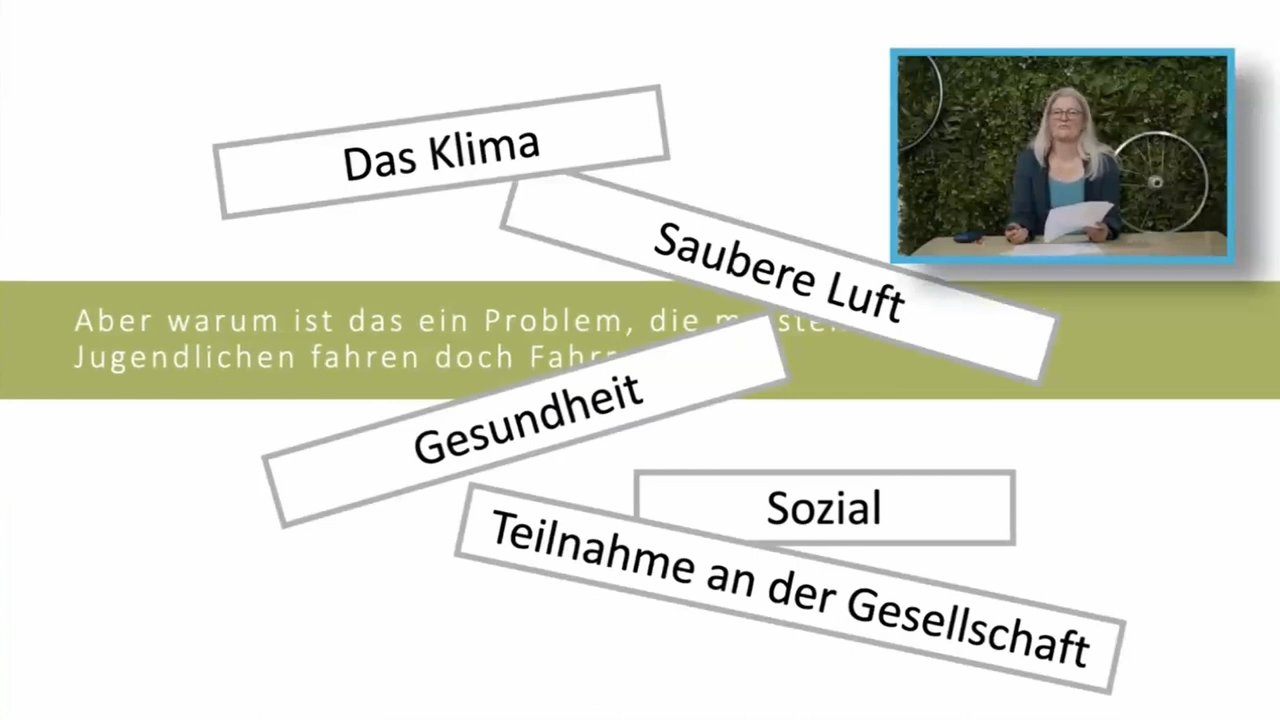 Das Klima
Saubere Luft
Aber warum ist das ein Problem, die
Jugendlichen fahren doch
Gesundheit
Sozial
Teilnahme an der Gesellschaft